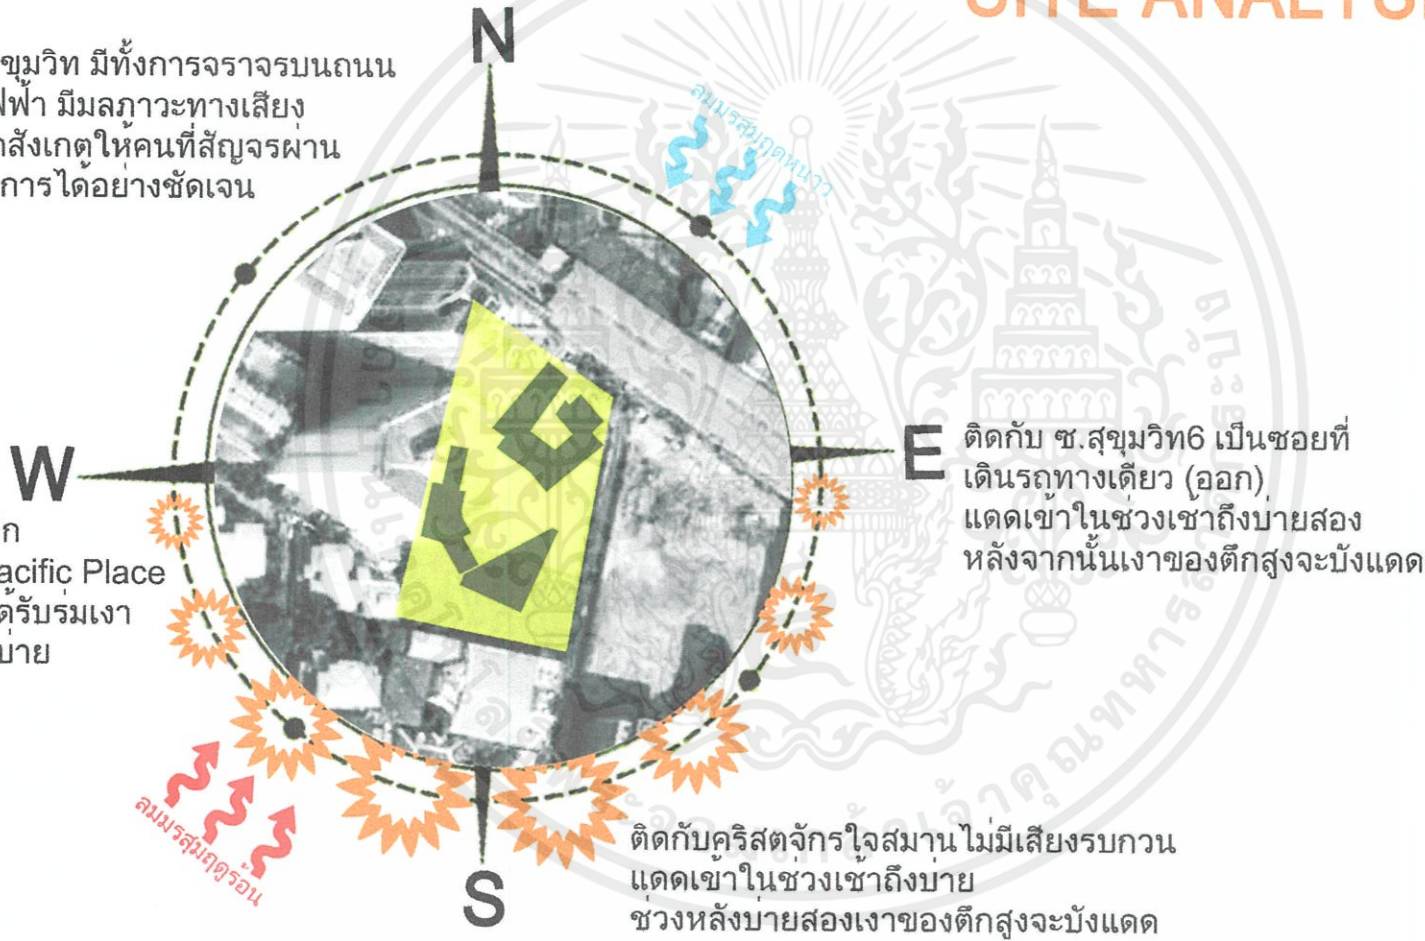 SITE ANALYSI
N
ขุมวิท มีทั้งการจราจรบนถนน
ฟฟ้า มีมลภาวะทางเสียง
สังเกตให้คนที่สัญจรผ่าน
การได้อย่างชัดเจน
ลมมรสุมฤดูหนาว
W
E
ติดกับ ซ.สุขุมวิท6 เป็นซอยที่
เดินรถทางเดียว (ออก)
แดดเข้าในช่วงเช้าถึงบ่ายสอง
หลังจากนั้นเงาของตึกสูงจะบังแดด
ก
acific Place
ด้รับร่มเงา
บ่าย
ลมมรสุมฤดูร้อน
S
ติดกับคริสตจักรใจสมาน ไม่มีเสียงรบกวน
แดดเข้าในช่วงเช้าถึงบ่าย
ช่วงหลังบ่ายสองเงาของตึกสูงจะบังแดด